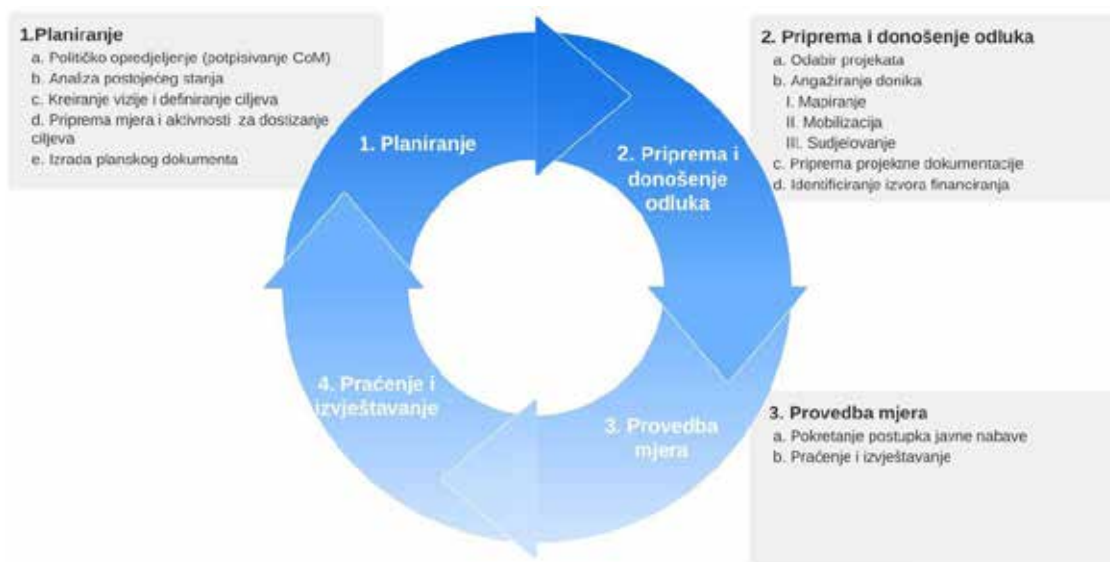 1.Planiranje
a. Političko opredjeljenje (potpisivanje CoM)
b. Analiza postojećeg stanja
c. Kreiranje vizije i definiranje ciljeva
d. Priprema mjera i aktivnosti za dostizanje
ciljeva
e. Izrada planskog dokumenta
1. Planiranje
2. Priprema i donošenje odluka
a. Odabir projekata
b. Angažiranje donika
I. Mapiranje
II. Mobilizacija
III. Sudjelovanje
c. Priprema projektne dokumentacije
d. Identificiranje izvora financiranja
2. Priprema i
donošenje
odluka
3. Provedba mjera
a. Pokretanje postupka javne nabave
b. Praćenje i izvještavanje
3. Provedba
mjera
4. Praćenje i
izvještavanje